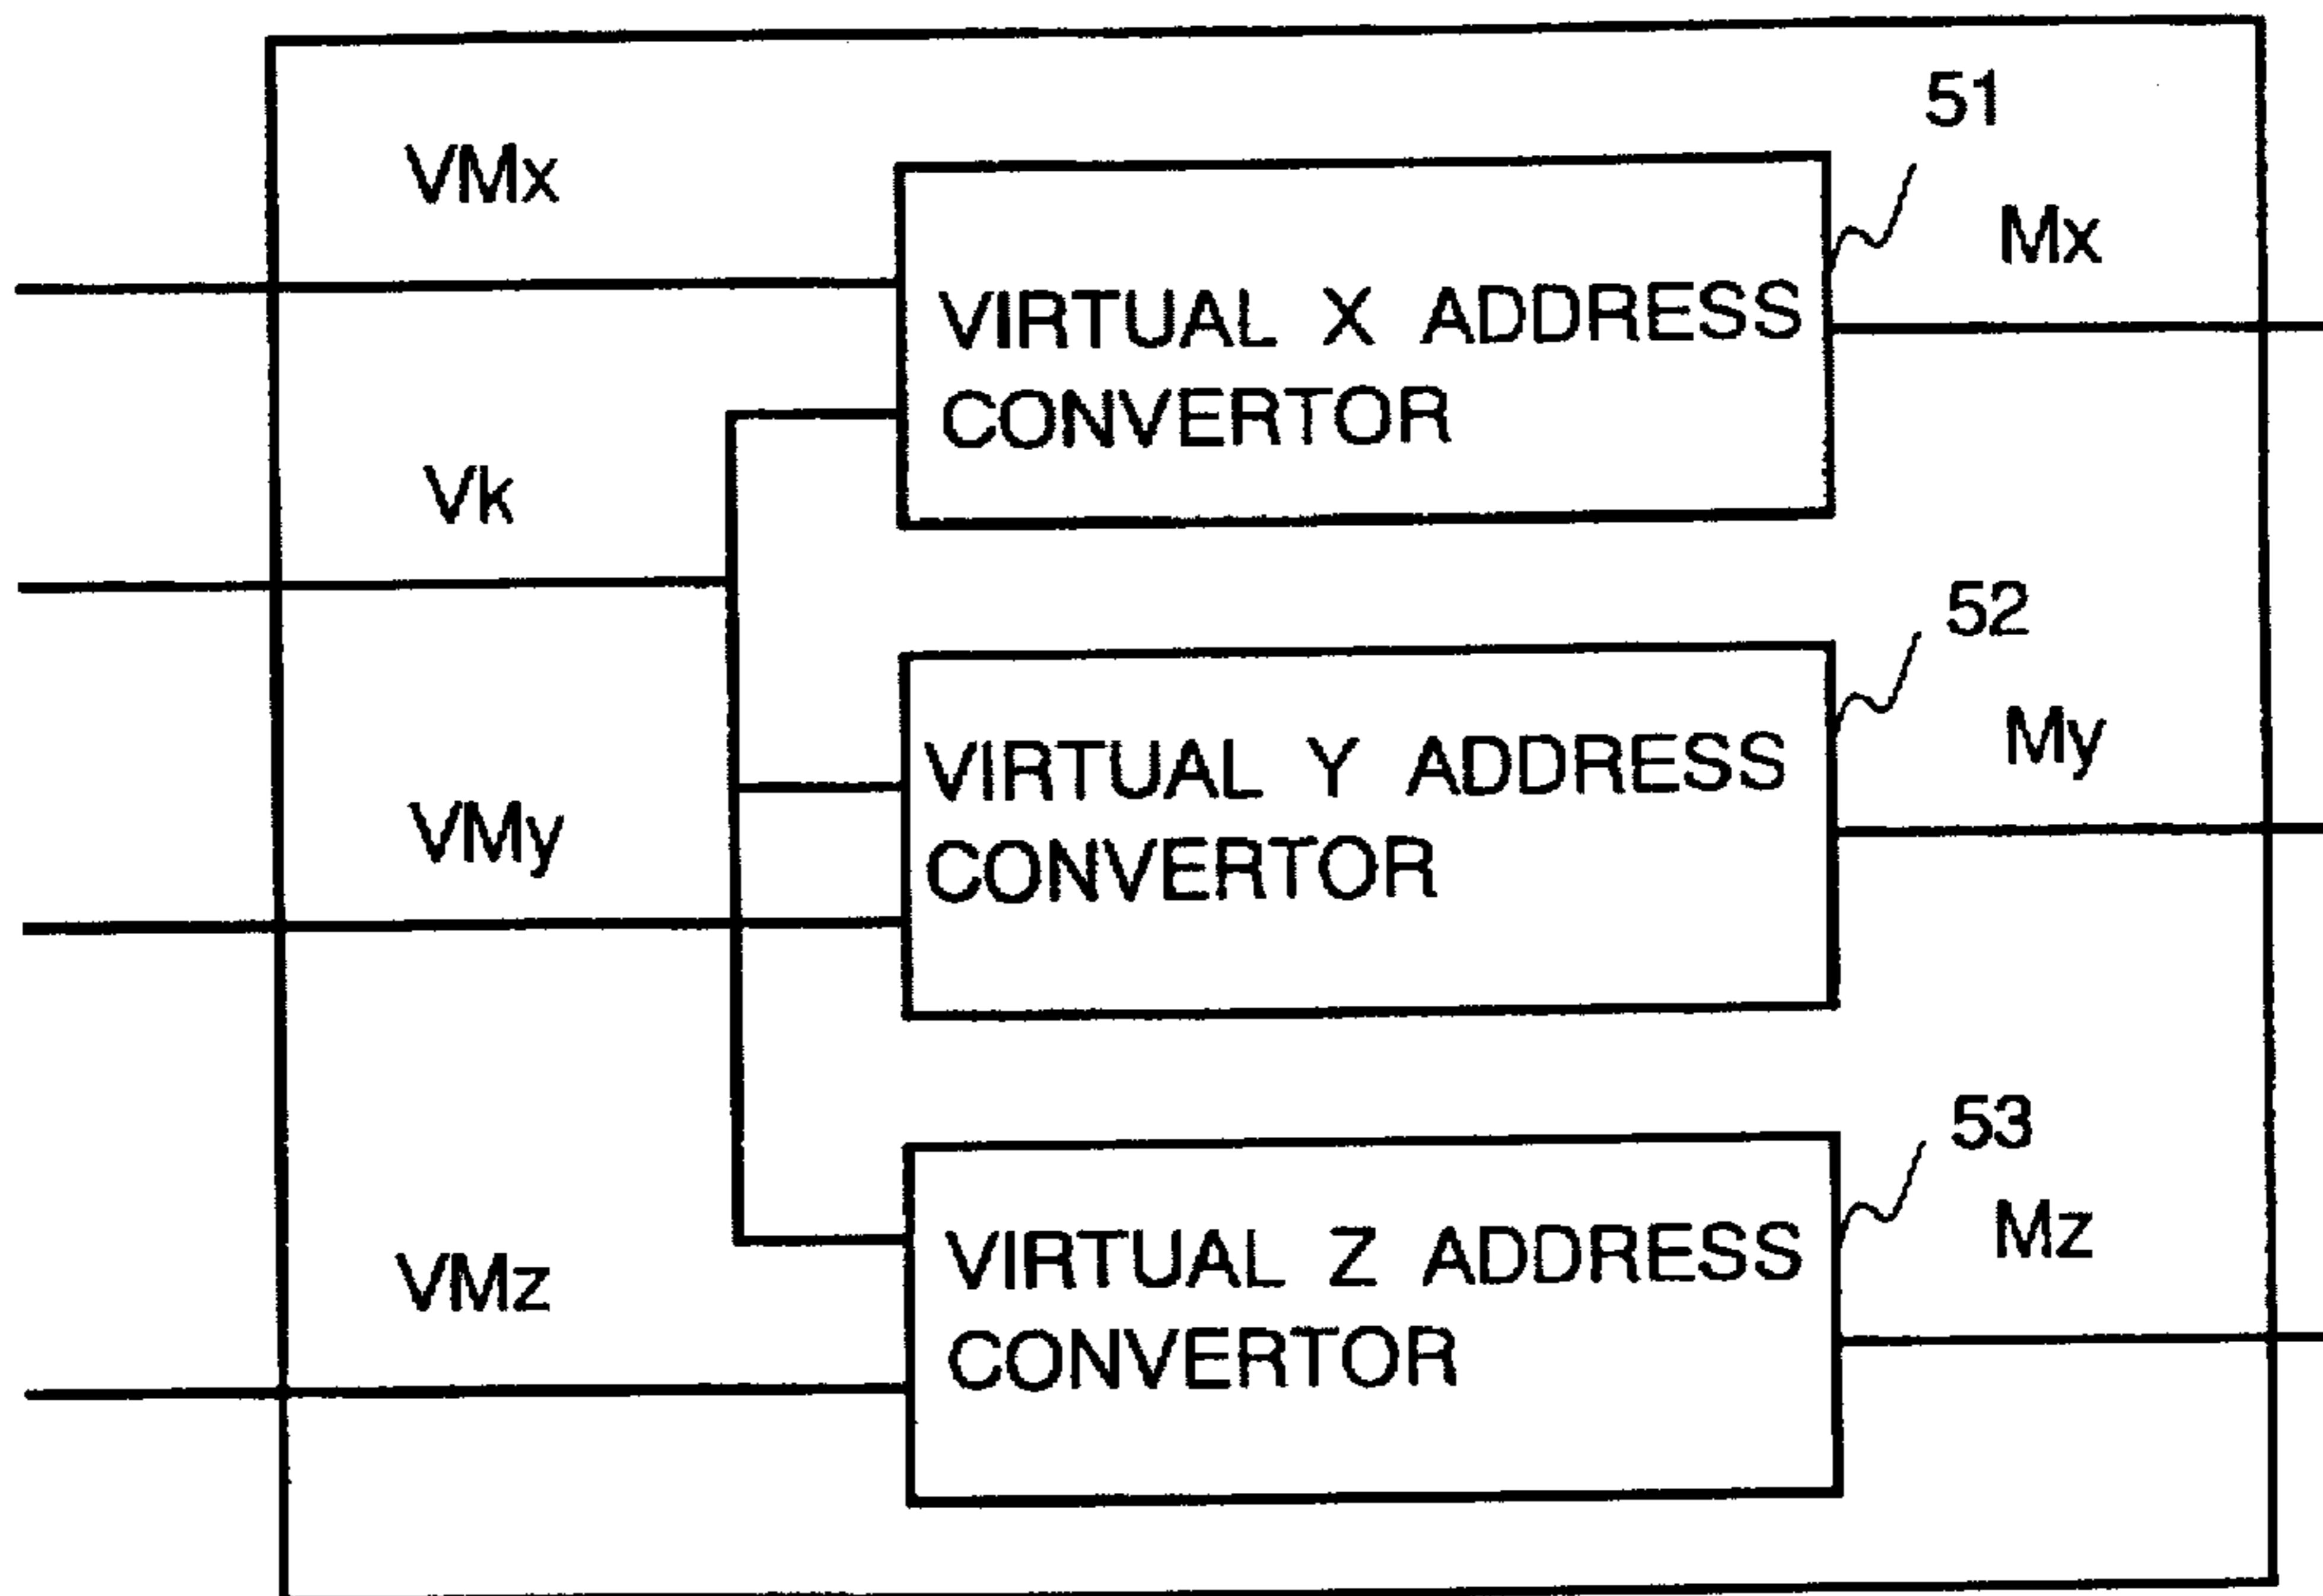 51
VMx
Mx
VIRTUAL X ADDRESS
CONVERTOR
Vk
52
My
VIRTUAL Y ADDRESS
CONVERTOR
VMy
53
Mz
VIRTUAL Z ADDRESS
CONVERTOR
VMz